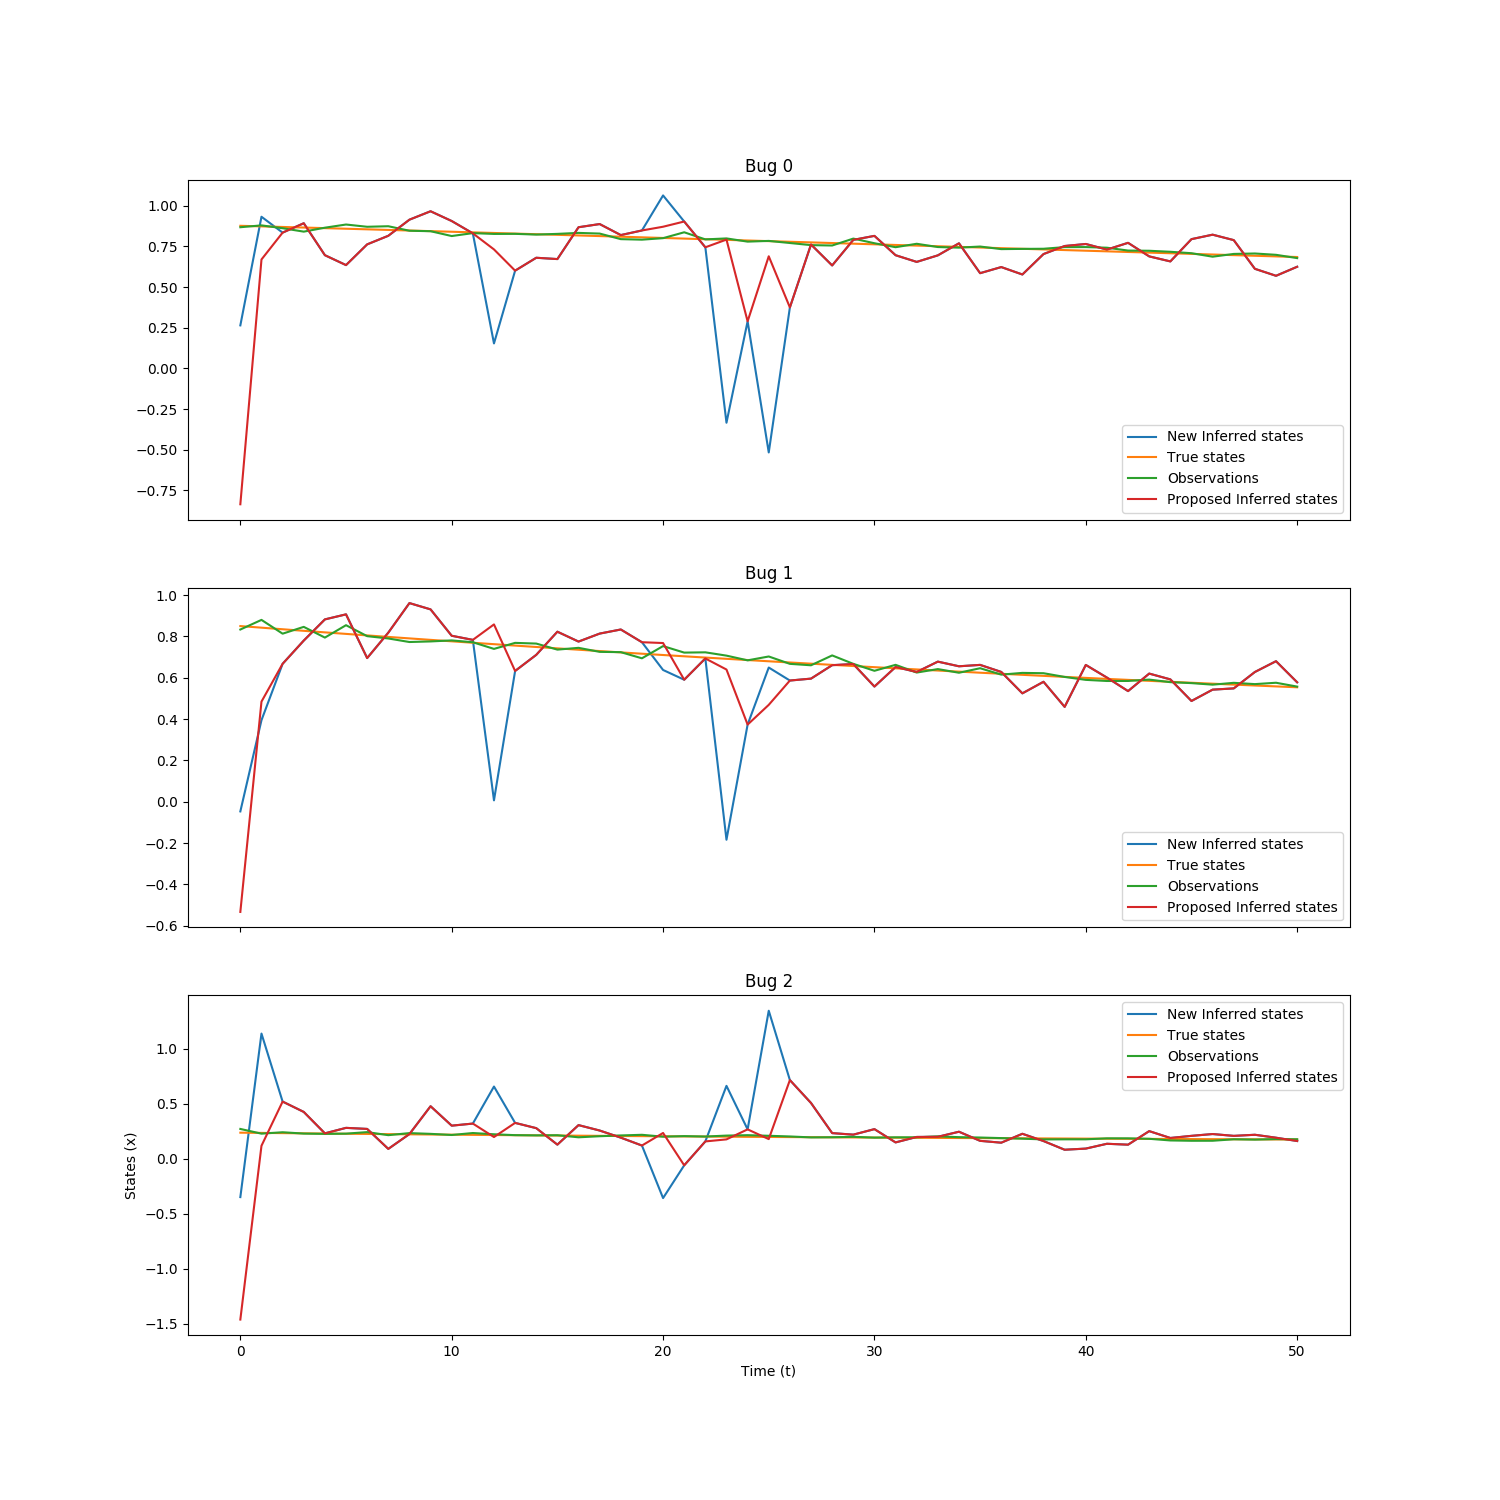 Bug 0
1.00
0.75
0.50
0.25
0.00
−0.25
−0.50
−0.75
New Inferred states
True states
Observations
Proposed Inferred states
Bug 1
1.0
0.8
0.6
0.4
0.2
0.0
−0.2
−0.4
−0.6
New Inferred states
True states
Observations
Proposed Inferred states
Bug 2
1.0
0.5
0.0
−0.5
−1.0
−1.5
States (x)
New Inferred states
True states
Observations
Proposed Inferred states
0 10 20 30 40 50
Time (t)